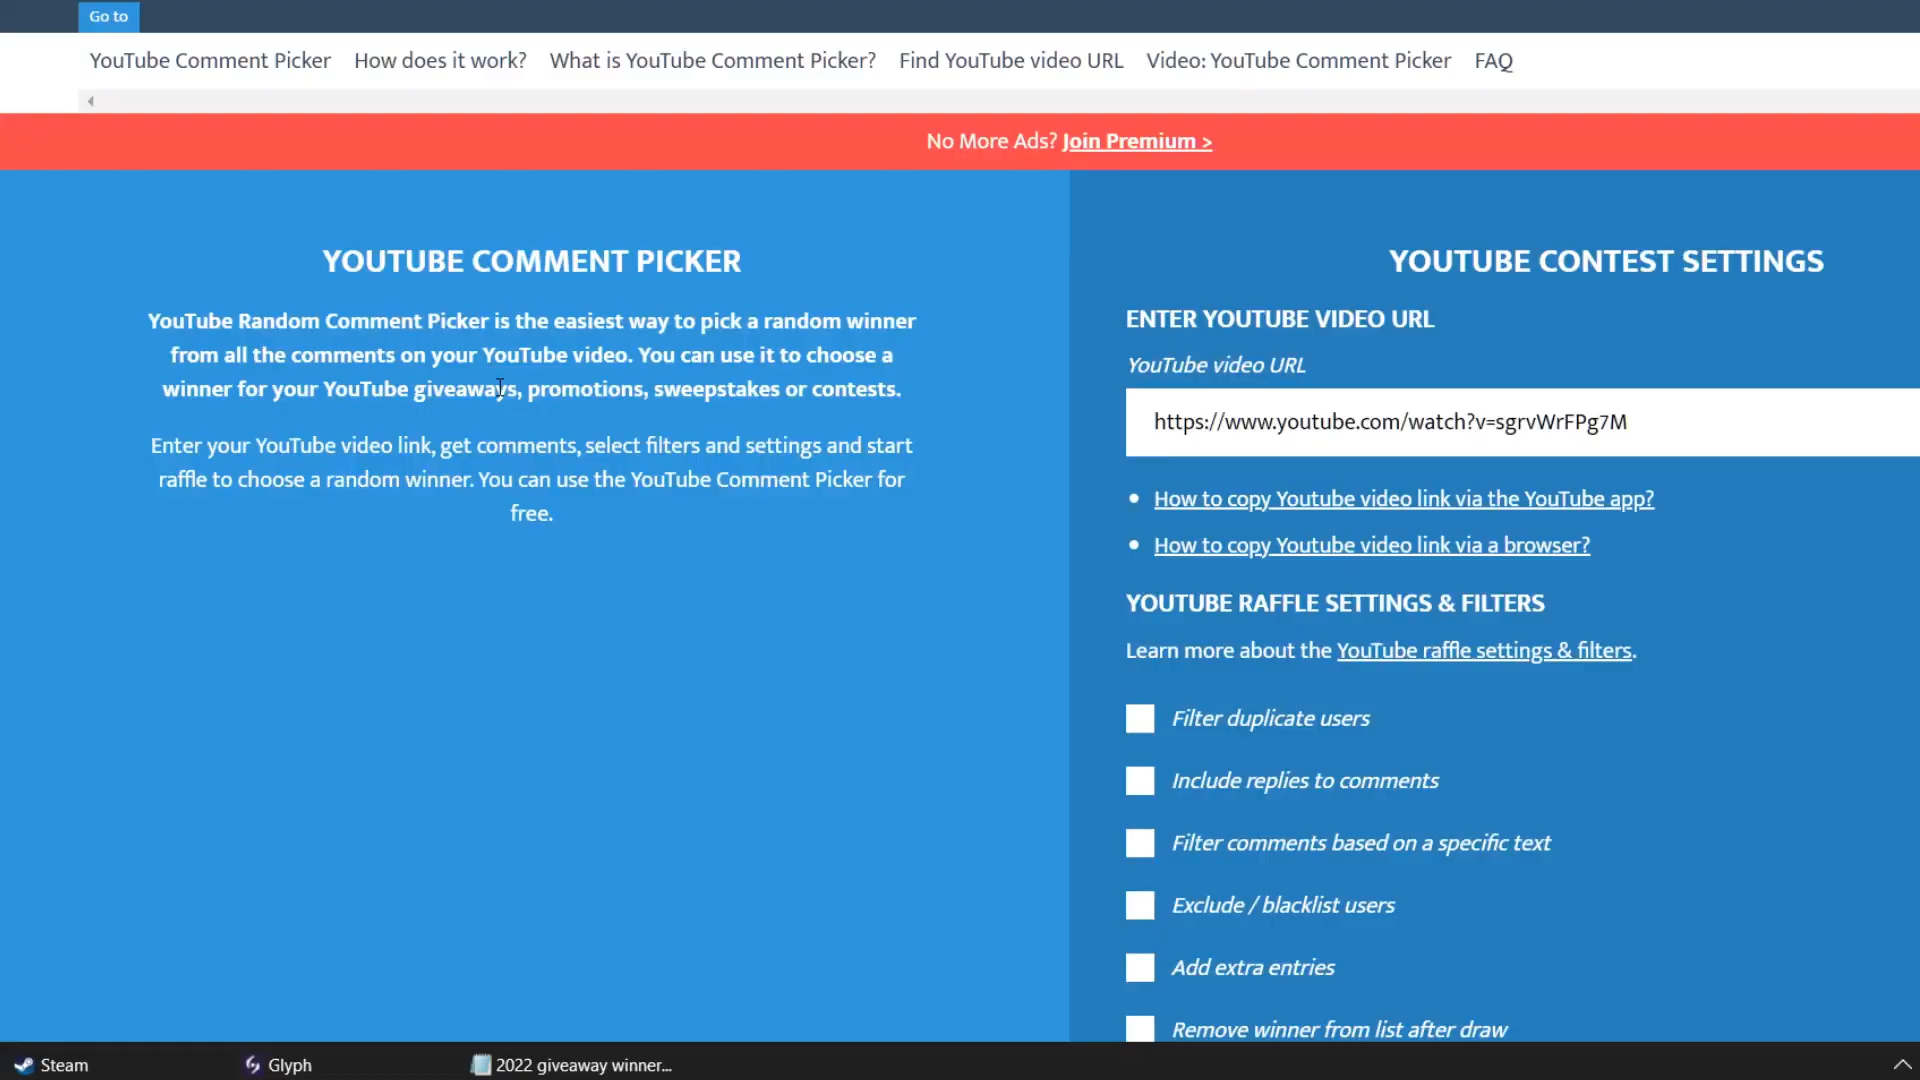 Go to
YouTube Comment Picker How does it work? What is YouTube Comment Picker? Find YouTube video URL Video: YouTube Comment Picker FAQ
No More Ads? Join Premium >
YOUTUBE COMMENT PICKER
YouTube Random Comment Picker is the easiest way to pick a random winner
from all the comments on your YouTube video. You can use it to choose a
winner for your YouTube giveaways, promotions, sweepstakes or contests.
Enter your YouTube video link, get comments, select filters and settings and start
raffle to choose a random winner. You can use the YouTube Comment Picker for
free.
YOUTUBE CONTEST SETTINGS
ENTER YOUTUBE VIDEO URL
YouTube video URL
https://www.youtube.com/watch?v=sgrvWrFPg7M
How to copy Youtube video link via the YouTube app?
How to copy Youtube video link via a browser?
YOUTUBE RAFFLE SETTINGS & FILTERS
Learn more about the YouTube raffle settings & filters.
Filter duplicate users
Include replies to comments
Filter comments based on a specific text
Exclude / blacklist users
Add extra entries
Remove winner from list after draw
Steam Glyph 2022 giveaway winner...